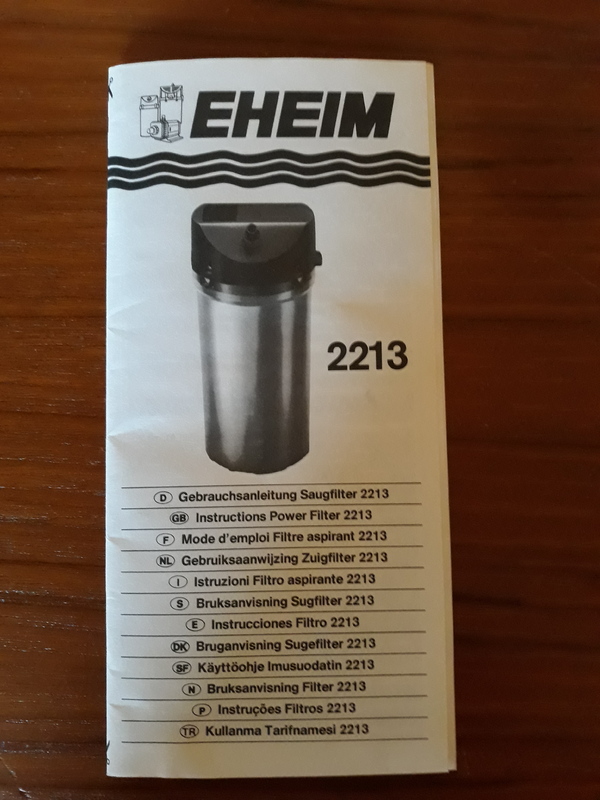 EHEIM
2213
D Gebrauchsanleitung Saugfilter 2213
GB Instructions Power Filter 2213
F Mode d'emploi Filtre aspirant 2213
NL Gebruiksaanwijzing Zuigfilter 2213
I Istruzioni Filtro aspirante 2213
S Bruksanvisning Sugfilter 2213
E Instrucciones Filtro 2213
DK Bruganvisning Sugefilter 2213
SF Käyttöohje Imusuodatin 2213
N Bruksanvisning Filter 2213
P Instruções Filtros 2213
TR Kullanma Tarifnamesi 2213